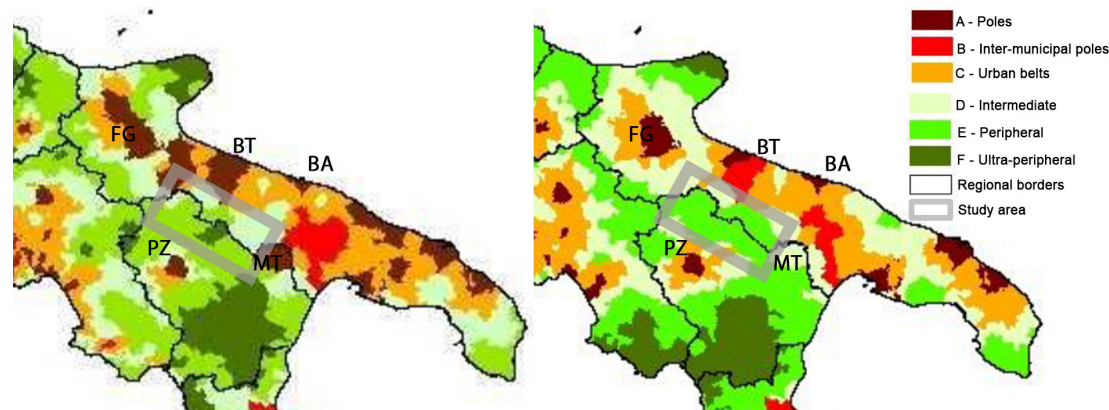 FG
BT
BA
PZ
MT
FG
BT
BA
PZ
MT
A - Poles
B - Inter-municipal poles
C - Urban belts
D - Intermediate
E - Peripheral
F - Ultra-peripheral
Regional borders
Study area